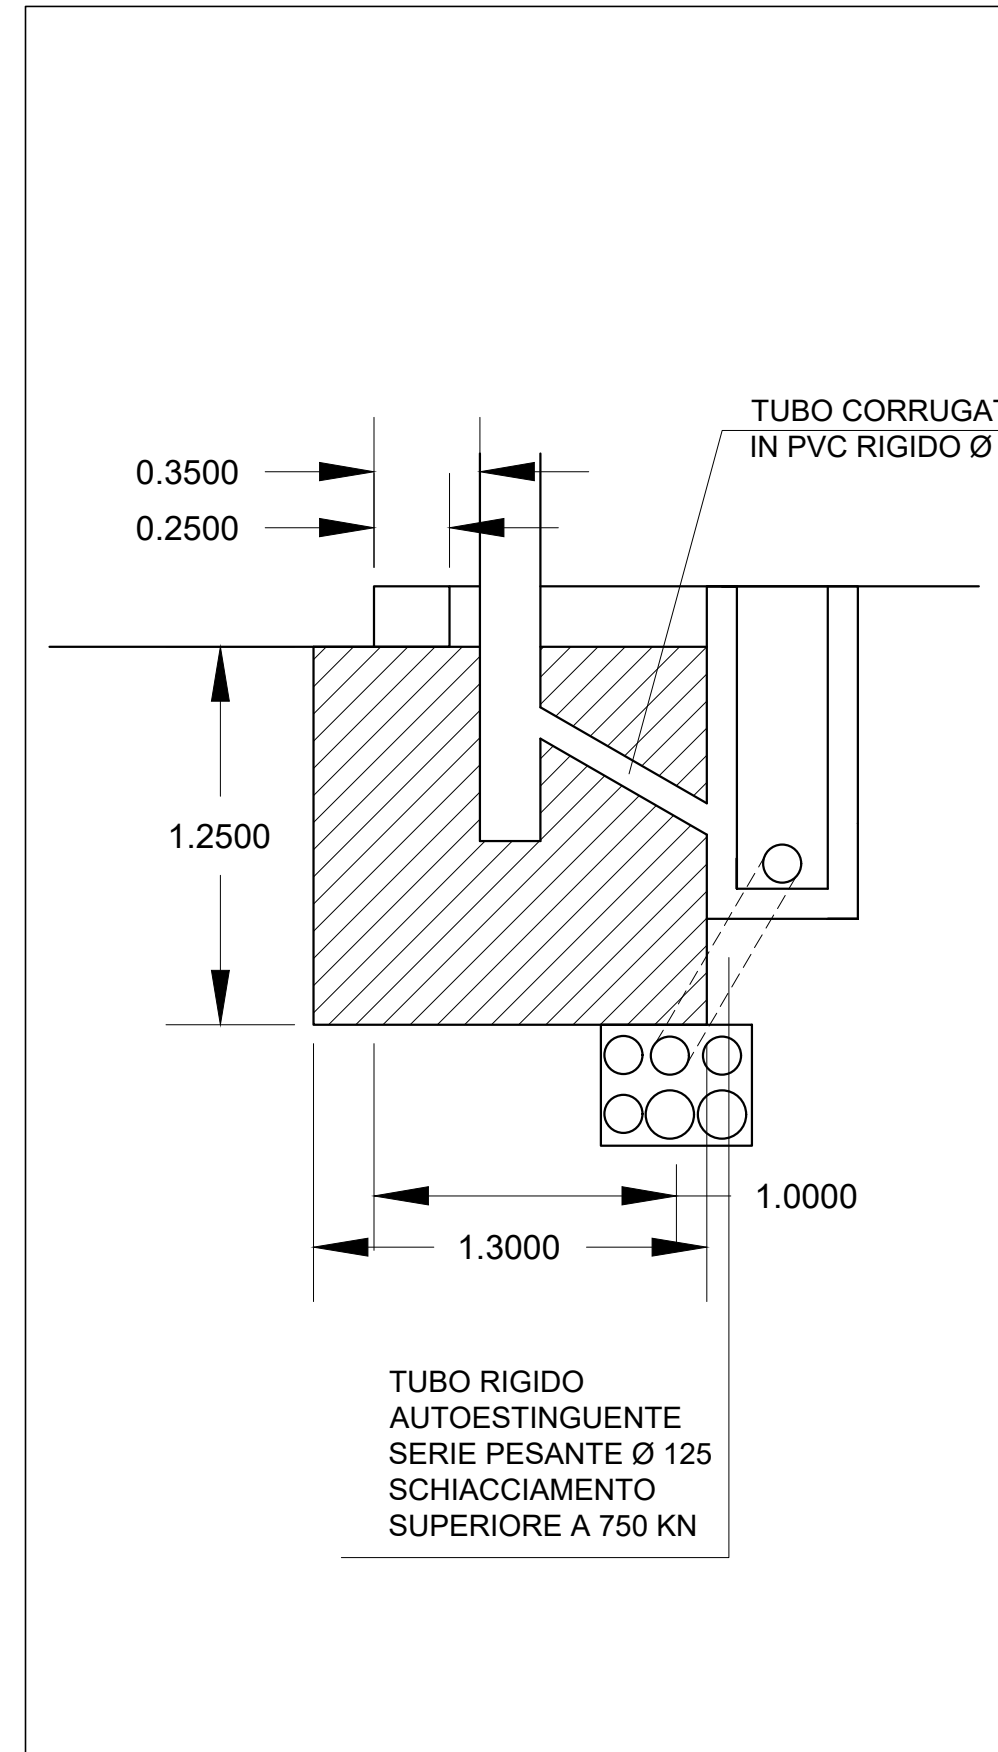 TUBO CORRUGAT
IN PVC RIGIDO Ø
0.3500
0.2500
1.2500
1.0000
1.3000
TUBO RIGIDO
AUTOESTINGUENTE
SERIE PESANTE Ø 125
SCHIACCIAMENTO
SUPERIORE A 750 KN